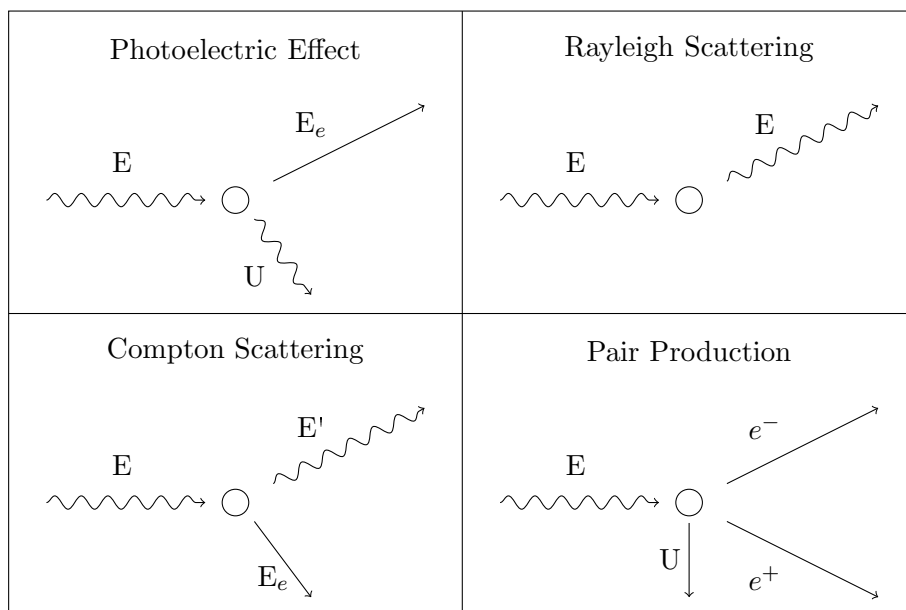 Photoelectric Effect
E
E_e
U
Rayleigh Scattering
E
E
Compton Scattering
E
E'
E_e
Pair Production
E
e^-
U
e^+